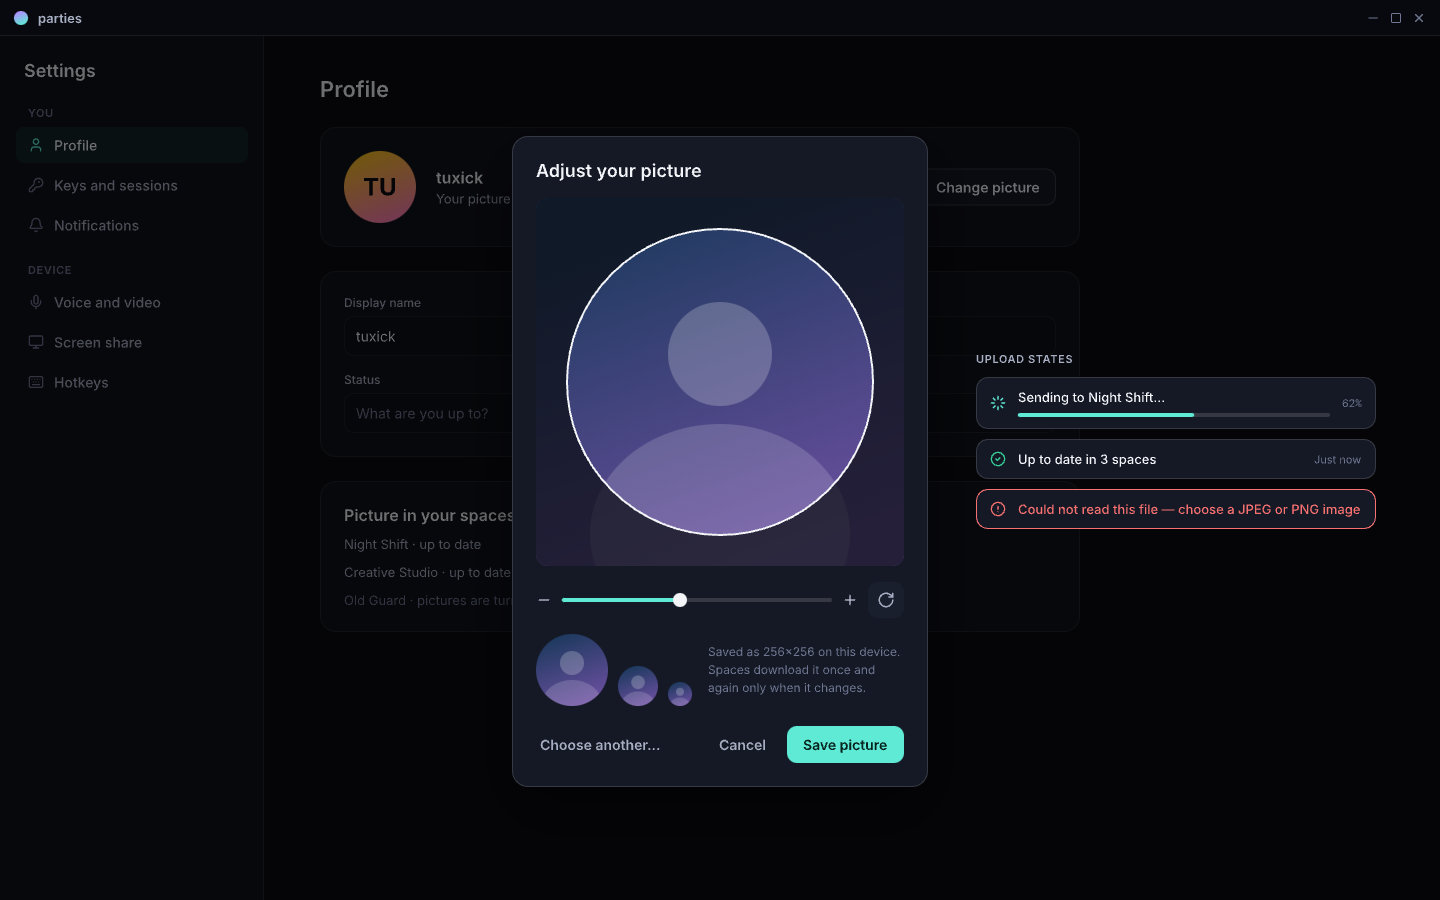 parties
Settings
YOU
Profile
Keys and sessions
Notifications
DEVICE
Voice and video
Screen share
Hotkeys
Profile
TU
tuxick
Your picture
Change picture
Display name
tuxick
Status
What are you up to?
Picture in your spaces
Night Shift · up to date
Creative Studio · up to date
Old Guard · pictures are
Adjust your picture
Saved as 256×256 on this device.
Spaces download it once and
again only when it changes.
Choose another...
Cancel
Save picture
UPLOAD STATES
Sending to Night Shift...
62%
Up to date in 3 spaces
Just now
Could not read this file — choose a JPEG or PNG image